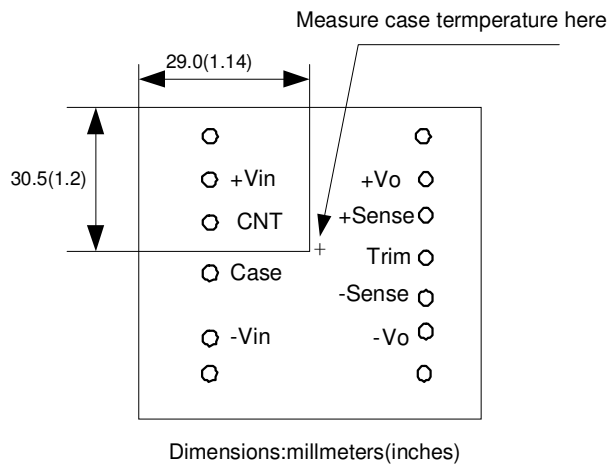 Measure case termperature here
29.0(1.14)
30.5(1.2)
+Vin
+Vo
CNT
+Sense
Trim
Case
-Sense
-Vin
-Vo
Dimensions:millmeters(inches)